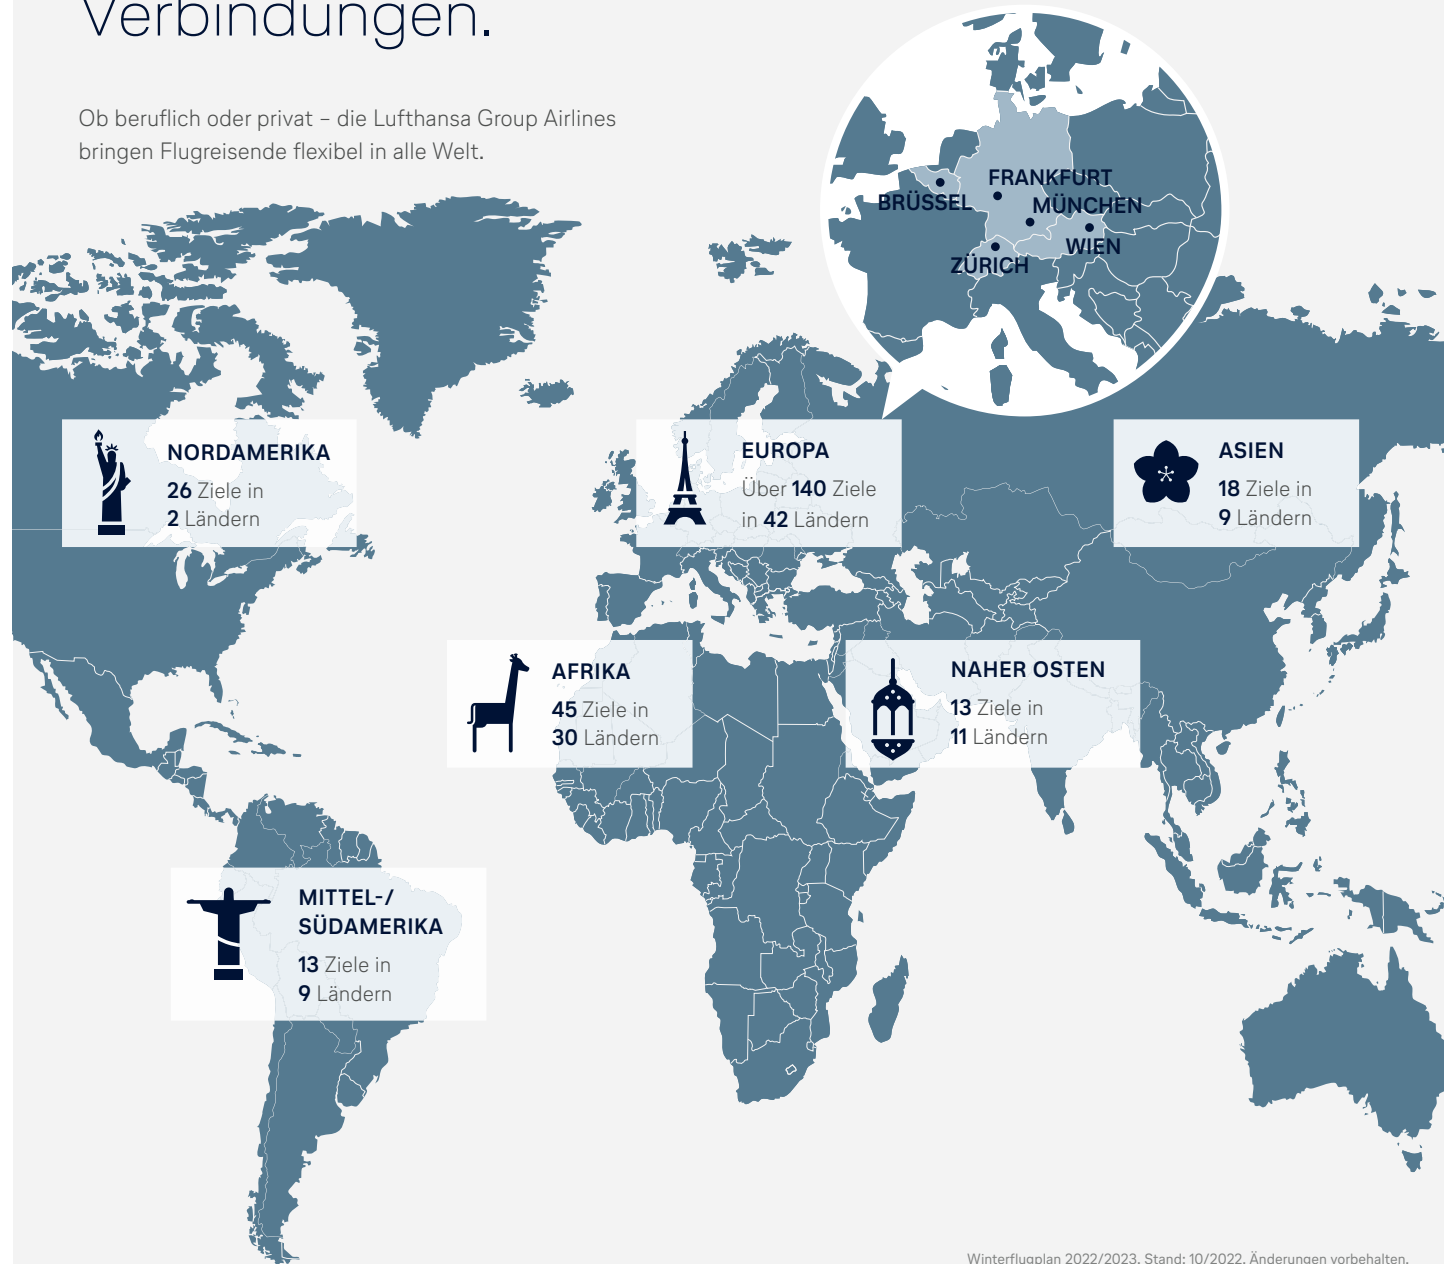 Verbindungen.
Ob beruflich oder privat – die Lufthansa Group Airlines
bringen Flugreisende flexibel in alle Welt.
FRANKFURT
BRÜSSEL
MÜNCHEN
WIEN
ZÜRICH
NORDAMERIKA
26 Ziele in
2 Ländern
EUROPA
Über 140 Ziele
in 42 Ländern
ASIEN
18 Ziele in
9 Ländern
AFRIKA
45 Ziele in
30 Ländern
NAHER OSTEN
13 Ziele in
11 Ländern
MITTEL-/
SÜDAMERIKA
13 Ziele in
9 Ländern
Winterflugplan 2022/2023. Stand: 10/2022. Änderungen vorbehalten.